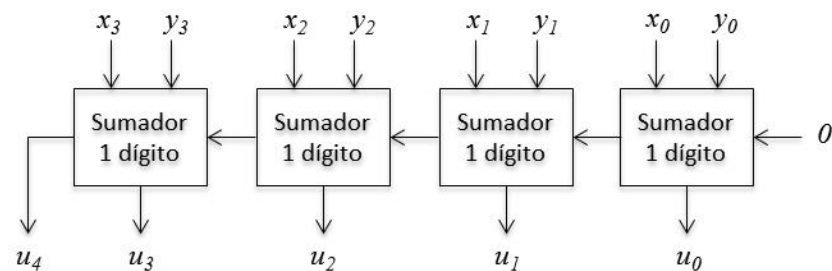 x3 y3 x2 y2 x1 y1 x0 y0
Sumador 1 dígito
Sumador 1 dígito
Sumador 1 dígito
Sumador 1 dígito
0
u4 u3 u2 u1 u0